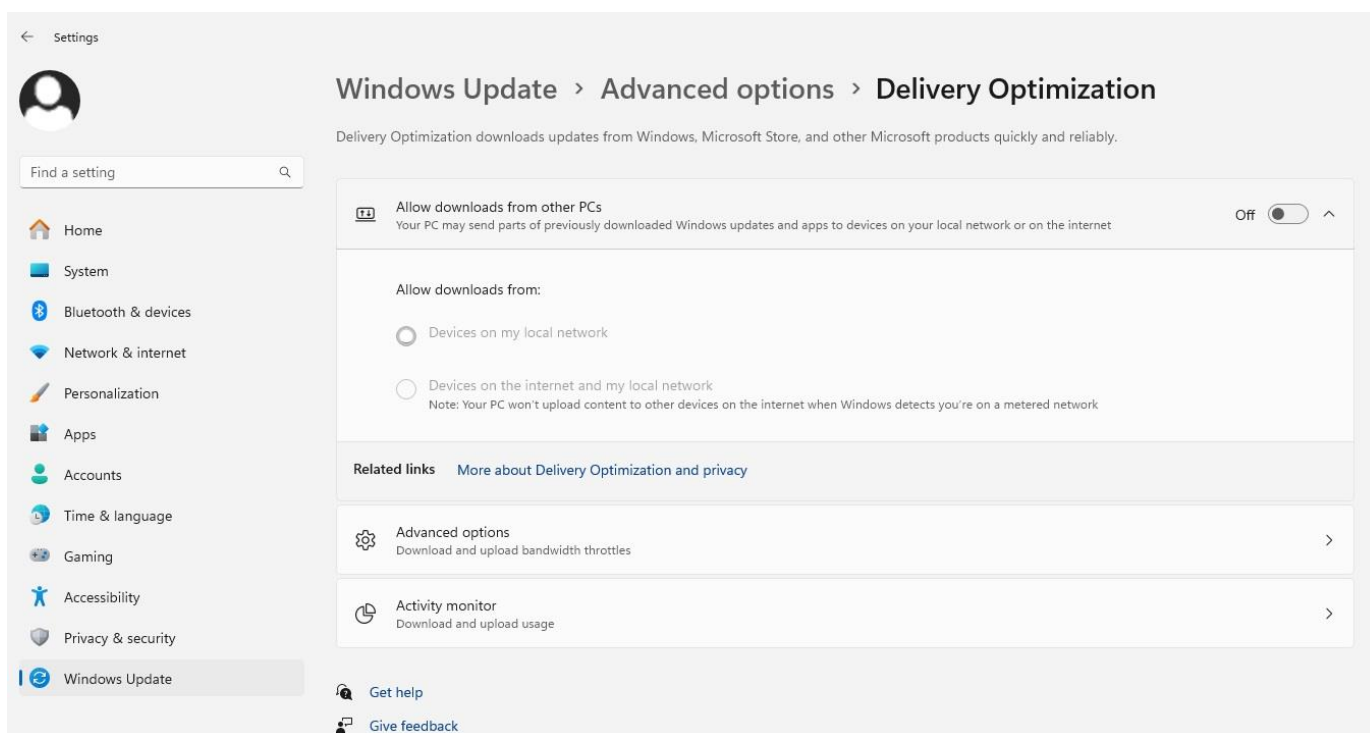 Settings
Windows Update > Advanced options > Delivery Optimization
Delivery Optimization downloads updates from Windows, Microsoft Store, and other Microsoft products quickly and reliably.
Find a setting
Home
System
Bluetooth & devices
Network & internet
Personalization
Apps
Accounts
Time & language
Gaming
Accessibility
Privacy & security
Windows Update
Allow downloads from other PCs
Your PC may send parts of previously downloaded Windows updates and apps to devices on your local network or on the internet
Off
Allow downloads from:
Devices on my local network
Devices on the internet and my local network
Note: Your PC won't upload content to other devices on the internet when Windows detects you're on a metered network
Related links More about Delivery Optimization and privacy
Advanced options
Download and upload bandwidth throttles
Activity monitor
Download and upload usage
Get help
Give feedback